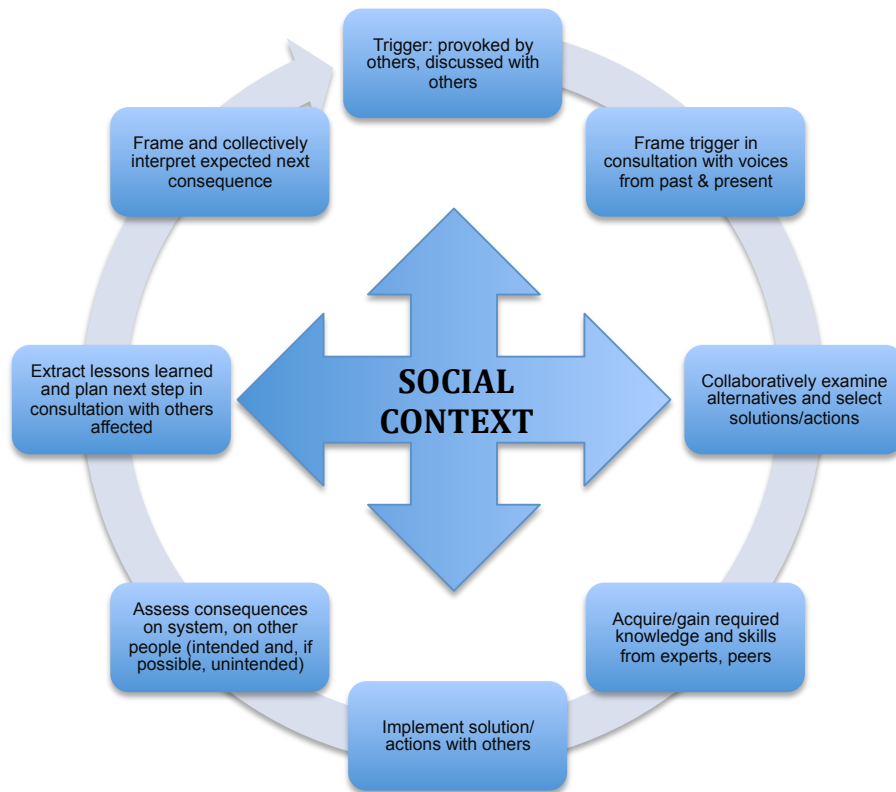 Trigger: provoked by
others, discussed with
others
Frame trigger in
consultation with voices
from past & present
Collaboratively examine
alternatives and select
solutions/actions
Acquire/gain required
knowledge and skills
from experts, peers
Implement solution/
actions with others
Assess consequences
on system, on other
people (intended and, if
possible, unintended)
Extract lessons learned
and plan next step in
consultation with others
affected
Frame and collectively
interpret expected next
consequence
SOCIAL
CONTEXT